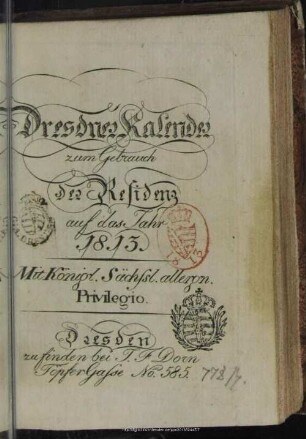 Dresdner Kalender
zum Gebrauch
der Residenz
auf das Jahr
1813.
Mit Königl. Sächsl. allergn.
Privilegio.
Dresden
zu finden bei J. F. Dorn
Töpfer Gasse No. 585.